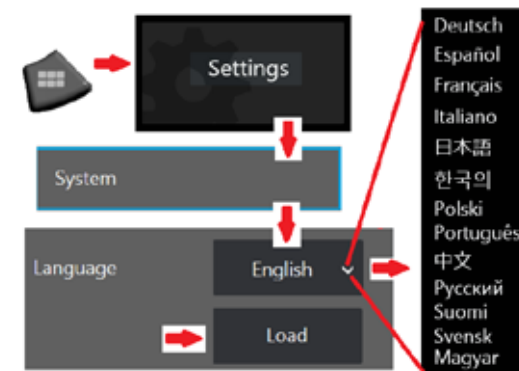 Settings
System
Language
English
Load
Deutsch
Español
Français
Italiano
日本語
한국의
Polski
Portugués
中文
Русский
Suomi
Svensk
Magyar